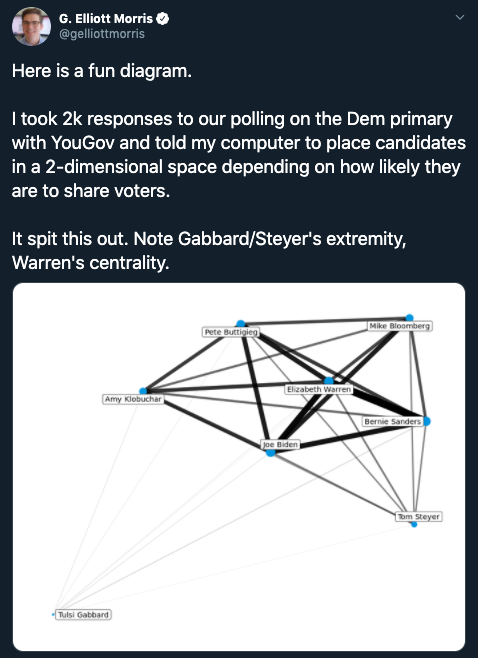 G. Elliott Morris
@gelliottmorris
Here is a fun diagram.
I took 2k responses to our polling on the Dem primary
with YouGov and told my computer to place candidates
in a 2-dimensional space depending on how likely they
are to share voters.
It spit this out. Note Gabbard/Steyer's extremity,
Warren's centrality.
Pete Buttigieg
Mike Bloomberg
Amy Klobuchar
Elizabeth Warren
Bernie Sanders
Joe Biden
Tom Steyer
Tulsi Gabbard